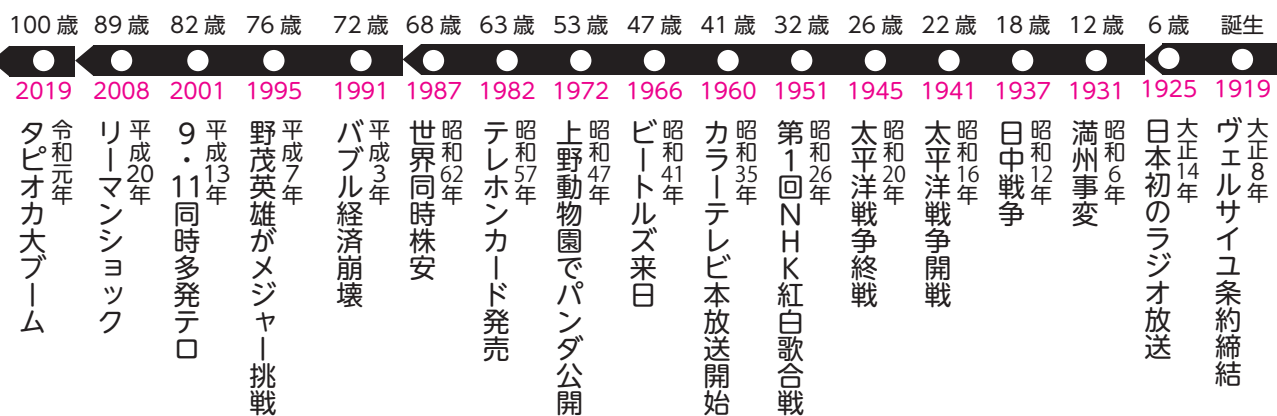 誕生
1919
大正8年
ヴェルサイユ条約締結
6歳
1925
大正14年
日本初のラジオ放送
12歳
1931
昭和6年
満州事変
18歳
1937
昭和12年
日中戦争
22歳
1941
昭和16年
太平洋戦争開戦
26歳
1945
昭和20年
太平洋戦争終戦
32歳
1951
昭和26年
第1回NHK紅白歌合戦
41歳
1960
昭和35年
カラーテレビ本放送開始
47歳
1966
昭和41年
ビートルズ来日
53歳
1972
昭和47年
上野動物園でパンダ公開
63歳
1982
昭和57年
テレホンカード発売
68歳
1987
昭和62年
世界同時株安
72歳
1991
平成3年
バブル経済崩壊
76歳
1995
平成7年
野茂英雄がメジャー挑戦
82歳
2001
平成13年
9・11同時多発テロ
89歳
2008
平成20年
リーマンショック
100歳
2019
令和元年
タピオカ大ブーム